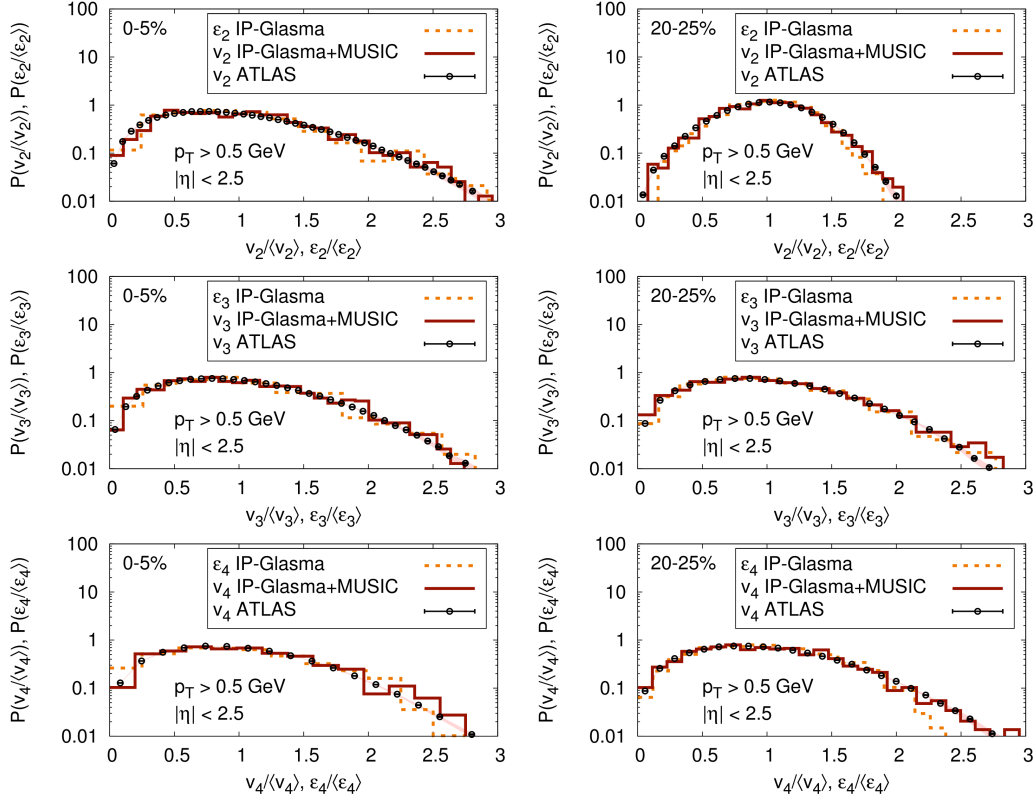 0-5%
ε2 IP-Glasma
v2 IP-Glasma+MUSIC
v2 ATLAS
pT > 0.5 GeV
|η| < 2.5
P(v2/⟨v2⟩), P(ε2/⟨ε2⟩)
100
10
1
0.1
0.01
0 0.5 1 1.5 2 2.5 3
v2/⟨v2⟩, ε2/⟨ε2⟩
20-25%
ε2 IP-Glasma
v2 IP-Glasma+MUSIC
v2 ATLAS
pT > 0.5 GeV
|η| < 2.5
P(v2/⟨v2⟩), P(ε2/⟨ε2⟩)
100
10
1
0.1
0.01
0 0.5 1 1.5 2 2.5 3
v2/⟨v2⟩, ε2/⟨ε2⟩
0-5%
ε3 IP-Glasma
v3 IP-Glasma+MUSIC
v3 ATLAS
pT > 0.5 GeV
|η| < 2.5
P(v3/⟨v3⟩), P(ε3/⟨ε3⟩)
100
10
1
0.1
0.01
0 0.5 1 1.5 2 2.5 3
v3/⟨v3⟩, ε3/⟨ε3⟩
20-25%
ε3 IP-Glasma
v3 IP-Glasma+MUSIC
v3 ATLAS
pT > 0.5 GeV
|η| < 2.5
P(v3/⟨v3⟩), P(ε3/⟨ε3⟩)
100
10
1
0.1
0.01
0 0.5 1 1.5 2 2.5 3
v3/⟨v3⟩, ε3/⟨ε3⟩
0-5%
ε4 IP-Glasma
v4 IP-Glasma+MUSIC
v4 ATLAS
pT > 0.5 GeV
|η| < 2.5
P(v4/⟨v4⟩), P(ε4/⟨ε4⟩)
100
10
1
0.1
0.01
0 0.5 1 1.5 2 2.5 3
v4/⟨v4⟩, ε4/⟨ε4⟩
20-25%
ε4 IP-Glasma
v4 IP-Glasma+MUSIC
v4 ATLAS
pT > 0.5 GeV
|η| < 2.5
P(v4/⟨v4⟩), P(ε4/⟨ε4⟩)
100
10
1
0.1
0.01
0 0.5 1 1.5 2 2.5 3
v4/⟨v4⟩, ε4/⟨ε4⟩